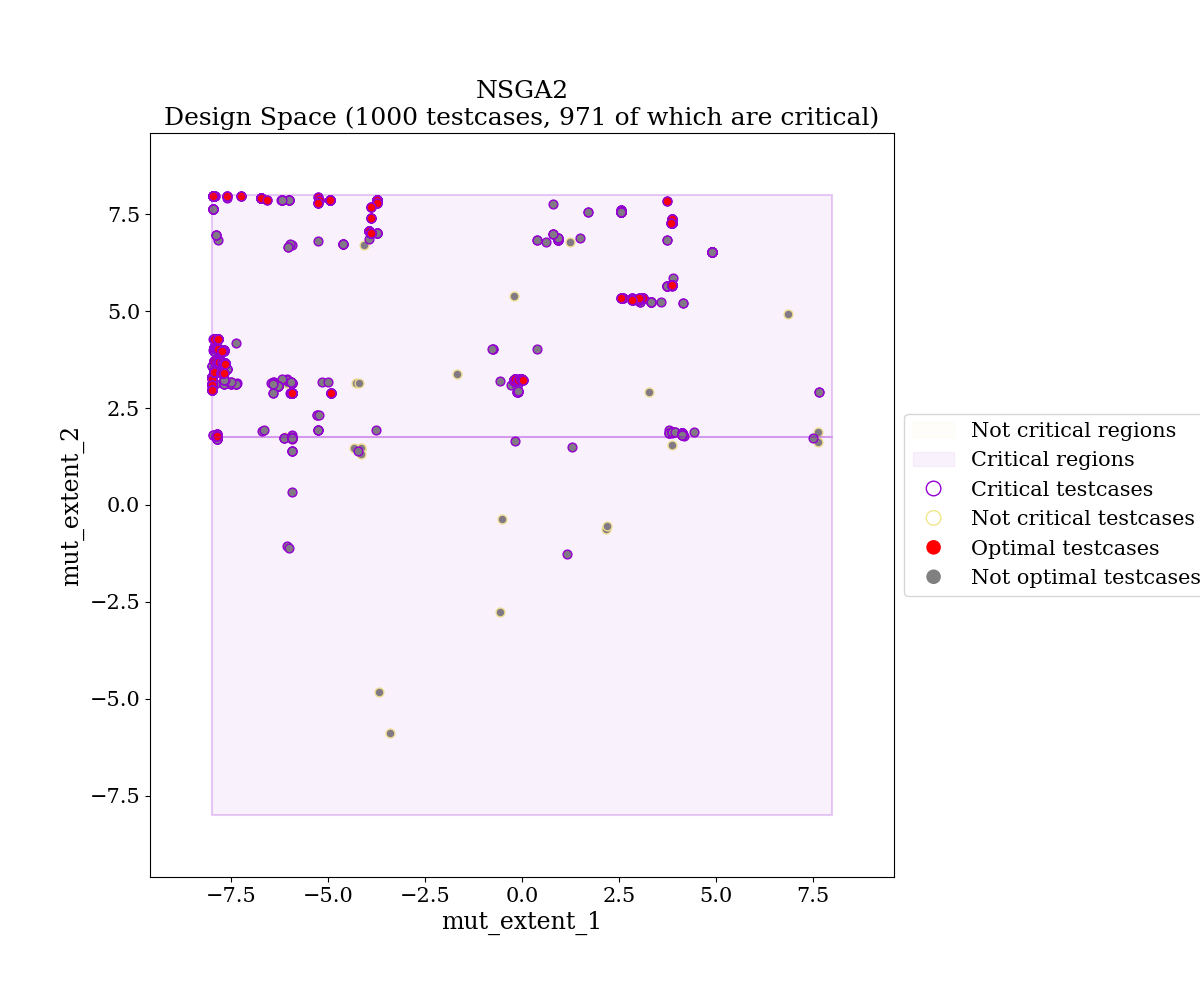 NSGA2
Design Space (1000 testcases, 971 of which are critical)
mut_extent_2
7.5
5.0
2.5
0.0
−2.5
−5.0
−7.5
−7.5
−5.0
−2.5
0.0
2.5
5.0
7.5
mut_extent_1
Not critical regions
Critical regions
Critical testcases
Not critical testcases
Optimal testcases
Not optimal testcases